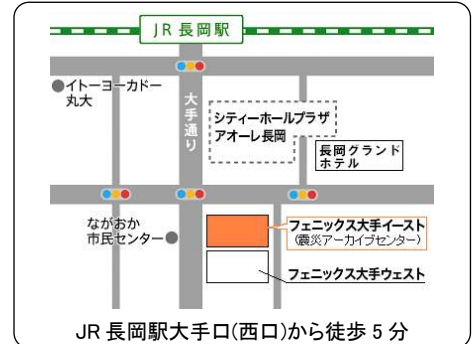 JR 長岡駅
イトーヨーカドー
丸大
大手通り
シティーホールプラザ
アオーレ長岡
長岡グランド
ホテル
ながおか
市民センター
フェニックス大手イースト
(震災アーカイブセンター)
フェニックス大手ウェスト
JR 長岡駅大手口(西口)から徒歩 5 分